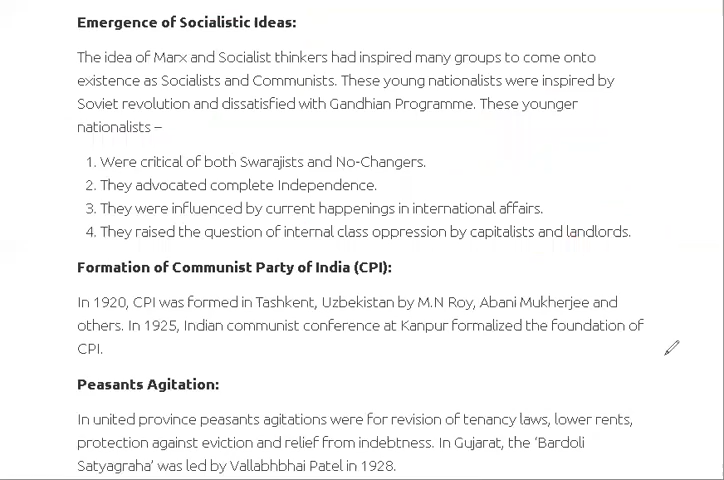 Emergence of Socialistic Ideas:
The idea of Marx and Socialist thinkers had inspired many groups to come onto
existence as Socialists and Communists. These young nationalists were inspired by
Soviet revolution and dissatisfied with Gandhian Programme. These younger
nationalists –
1. Were critical of both Swarajists and No-Changers.
2. They advocated complete Independence.
3. They were influenced by current happenings in international affairs.
4. They raised the question of internal class oppression by capitalists and landlords.
Formation of Communist Party of India (CPI):
In 1920, CPI was formed in Tashkent, Uzbekistan by M.N Roy, Abani Mukherjee and
others. In 1925, Indian communist conference at Kanpur formalized the foundation of
CPI.
Peasants Agitation:
In united province peasants agitations were for revision of tenancy laws, lower rents,
protection against eviction and relief from indebtness. In Gujarat, the ‘Bardoli
Satyagraha’ was led by Vallabhbhai Patel in 1928.